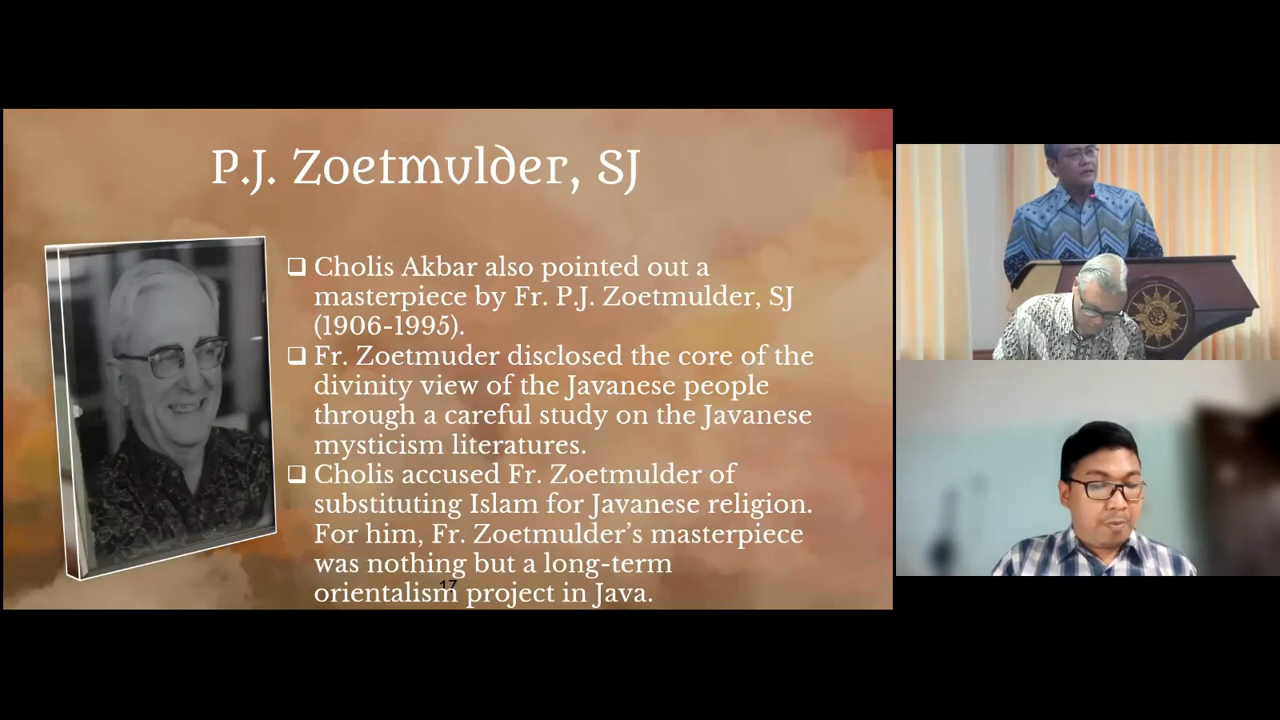 P.J. Zoetmulder, SJ
❑ Cholis Akbar also pointed out a
masterpiece by Fr. P.J. Zoetmulder, SJ
(1906-1995).
❑ Fr. Zoetmuder disclosed the core of the
divinity view of the Javanese people
through a careful study on the Javanese
mysticism literatures.
❑ Cholis accused Fr. Zoetmulder of
substituting Islam for Javanese religion.
For him, Fr. Zoetmulder’s masterpiece
was nothing but a long-term
orientalism project in Java.
17